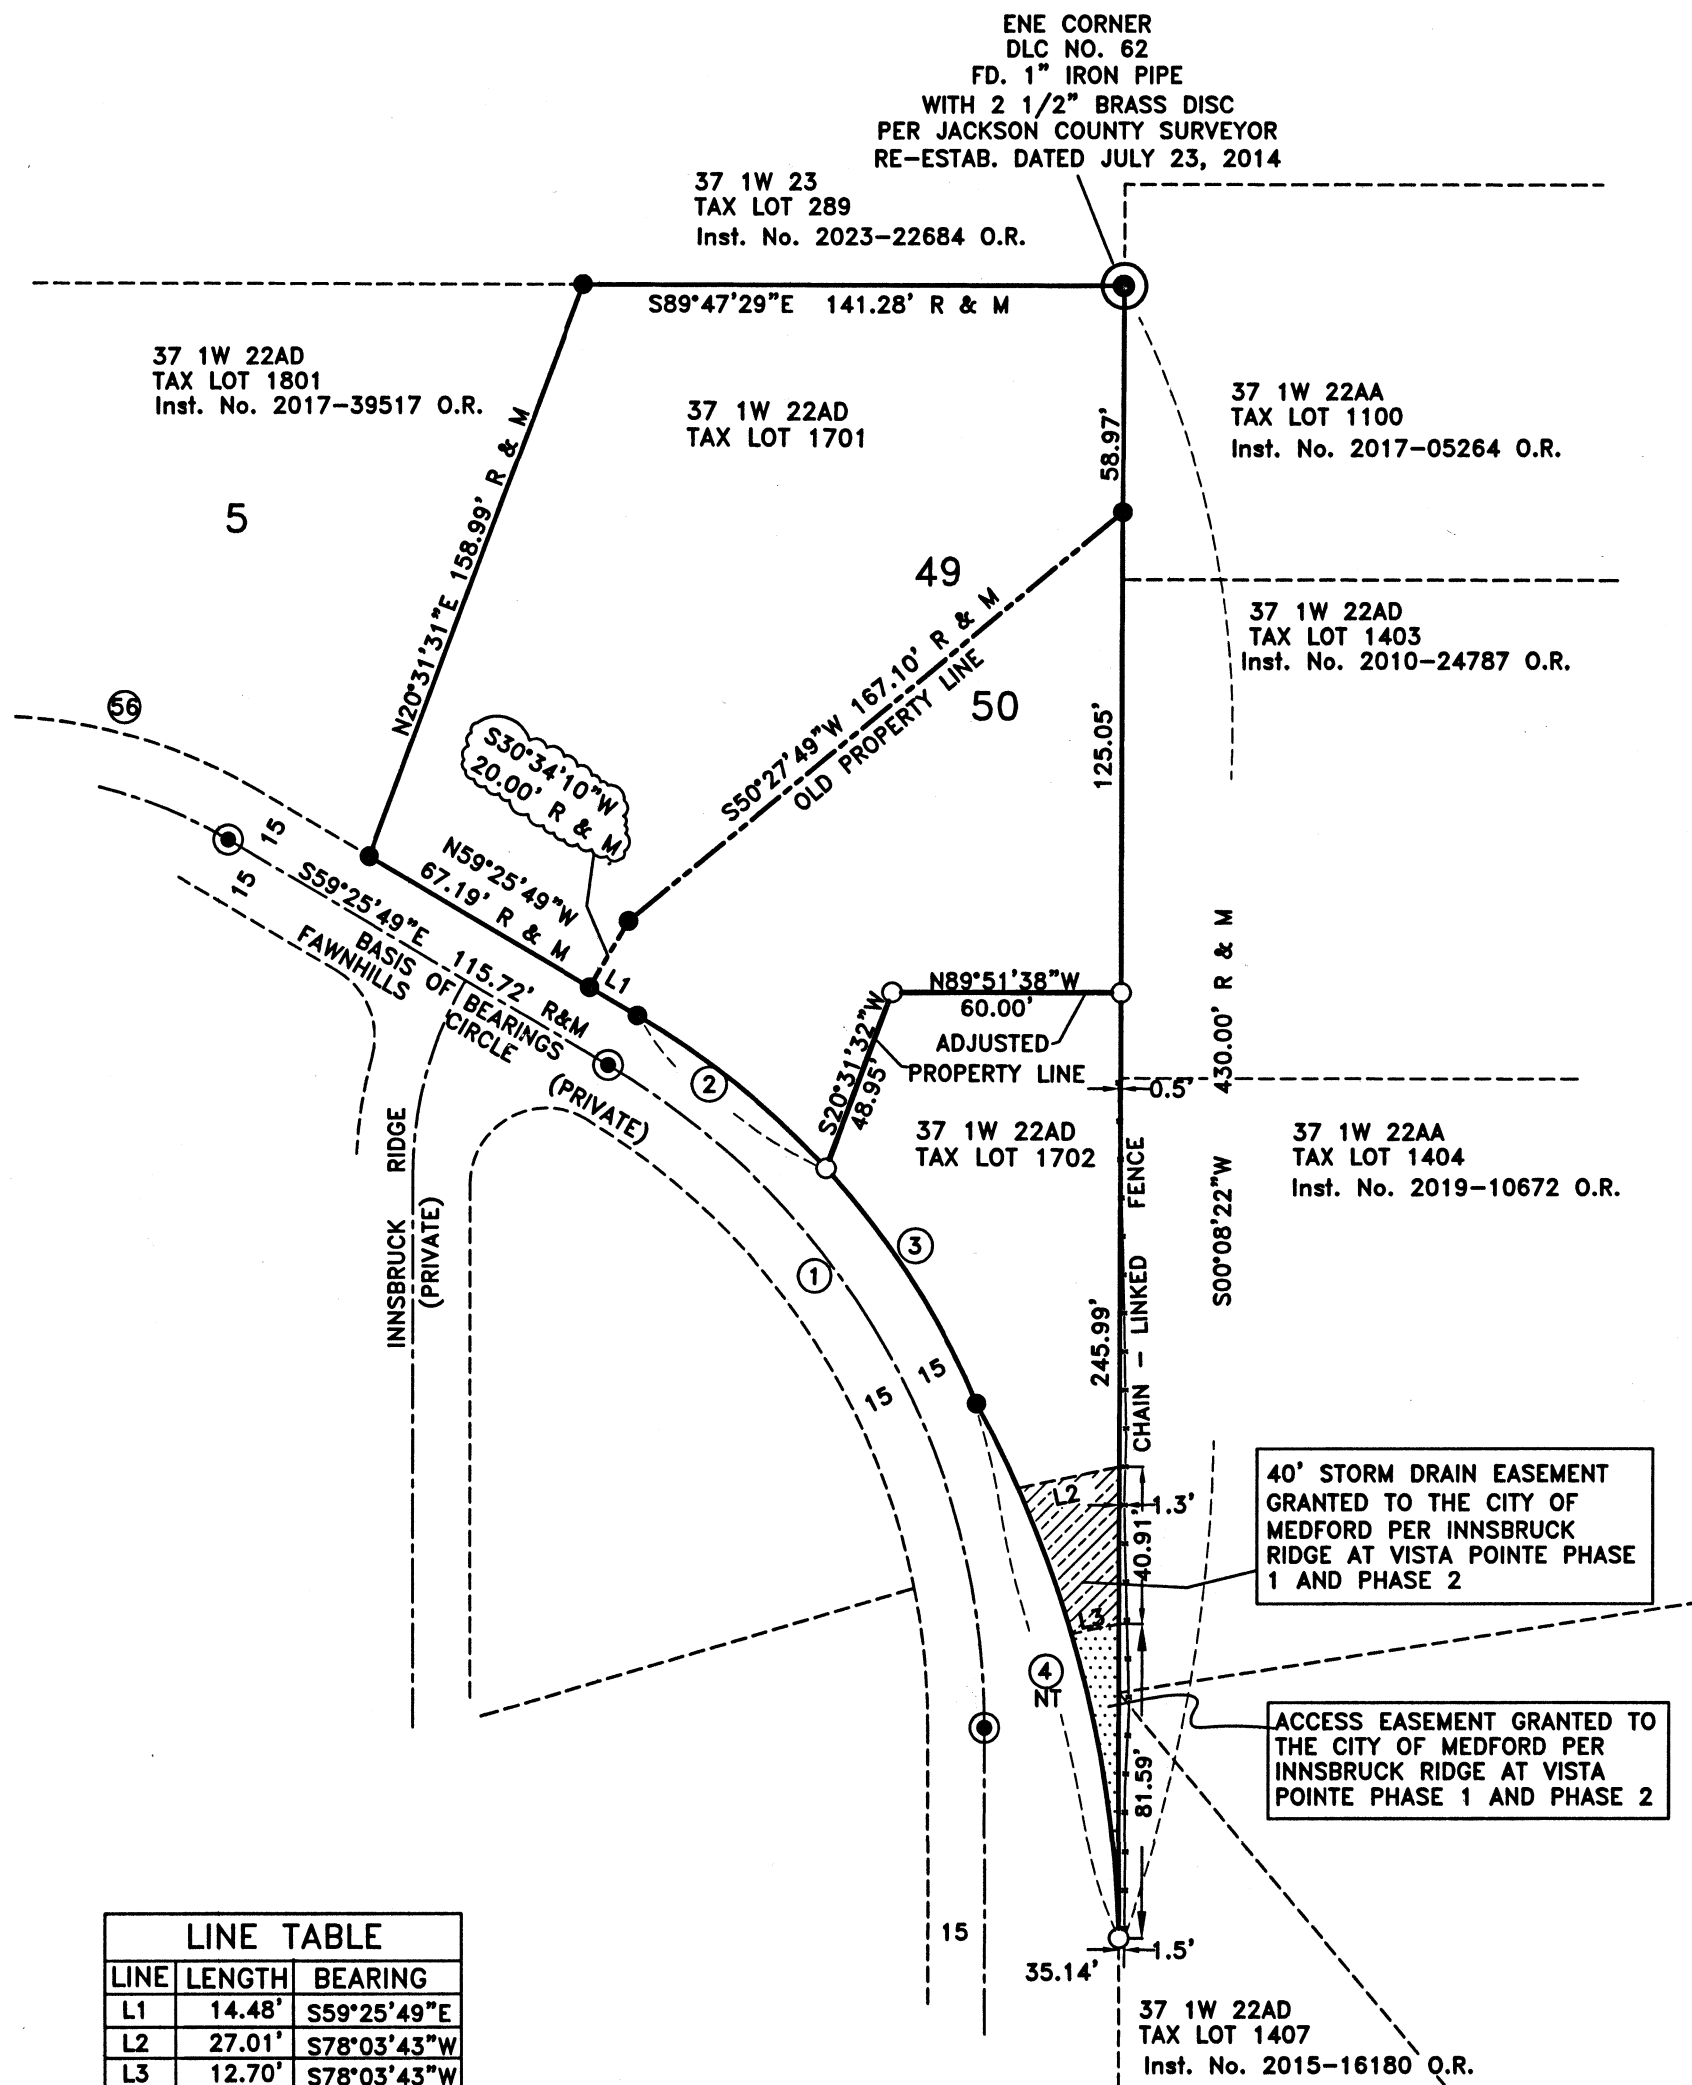 ENE CORNER
DLC NO. 62
FD. 1" IRON PIPE
WITH 2 1/2" BRASS DISC
PER JACKSON COUNTY SURVEYOR
RE-ESTAB. DATED JULY 23, 2014
37 1W 23
TAX LOT 289
Inst. No. 2023-22684 O.R.
S89°47'29"E 141.28' R & M
37 1W 22AD
TAX LOT 1801
Inst. No. 2017-39517 O.R.
37 1W 22AD
TAX LOT 1701
58.97'
37 1W 22AA
TAX LOT 1100
Inst. No. 2017-05264 O.R.
5
N20°31'31"E 158.99' R & M
49
37 1W 22AD
TAX LOT 1403
Inst. No. 2010-24787 O.R.
S50°27'49"W 167.10' R & M
OLD PROPERTY LINE
50
56
S30°34'10"W
20.00' R & M
125.05'
15
15
N59°25'49"W
67.19' R & M
S59°25'49"E 115.72' R&M
BASIS OF BEARINGS
FAWNHILLS CIRCLE
(PRIVATE)
L1
N89°51'38"W
60.00'
S20°31'32"W
48.95'
ADJUSTED
PROPERTY LINE
S00°08'22"W 430.00' R & M
0.5'
2
37 1W 22AD
TAX LOT 1702
37 1W 22AA
TAX LOT 1404
Inst. No. 2019-10672 O.R.
INNSBRUCK RIDGE
(PRIVATE)
3
1
245.99'
CHAIN - LINKED FENCE
15
15
L2
1.3'
40.91'
L3
40' STORM DRAIN EASEMENT
GRANTED TO THE CITY OF
MEDFORD PER INNSBRUCK
RIDGE AT VISTA POINTE PHASE
1 AND PHASE 2
4
NT
81.59'
ACCESS EASEMENT GRANTED TO
THE CITY OF MEDFORD PER
INNSBRUCK RIDGE AT VISTA
POINTE PHASE 1 AND PHASE 2
15
1.5'
35.14'
37 1W 22AD
TAX LOT 1407
Inst. No. 2015-16180 O.R.
LINE TABLE
LINE LENGTH BEARING
L1 14.48' S59°25'49"E
L2 27.01' S78°03'43"W
L3 12.70' S78°03'43"W